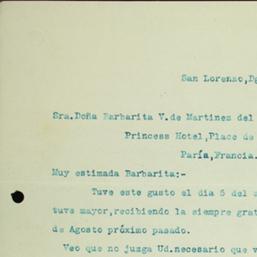 San Lorenzo, Dg
Sra. Doña Barbarita V. de Martinez del
Princess Hotel, Place de
París, Francia.
Muy estimada Barbarita:-
Tuve este gusto el dia 5 del a
tuve mayor, recibiendo la siempre grat
de Agosto próximo pasado.
Veo que no juzga Ud. necesario que v